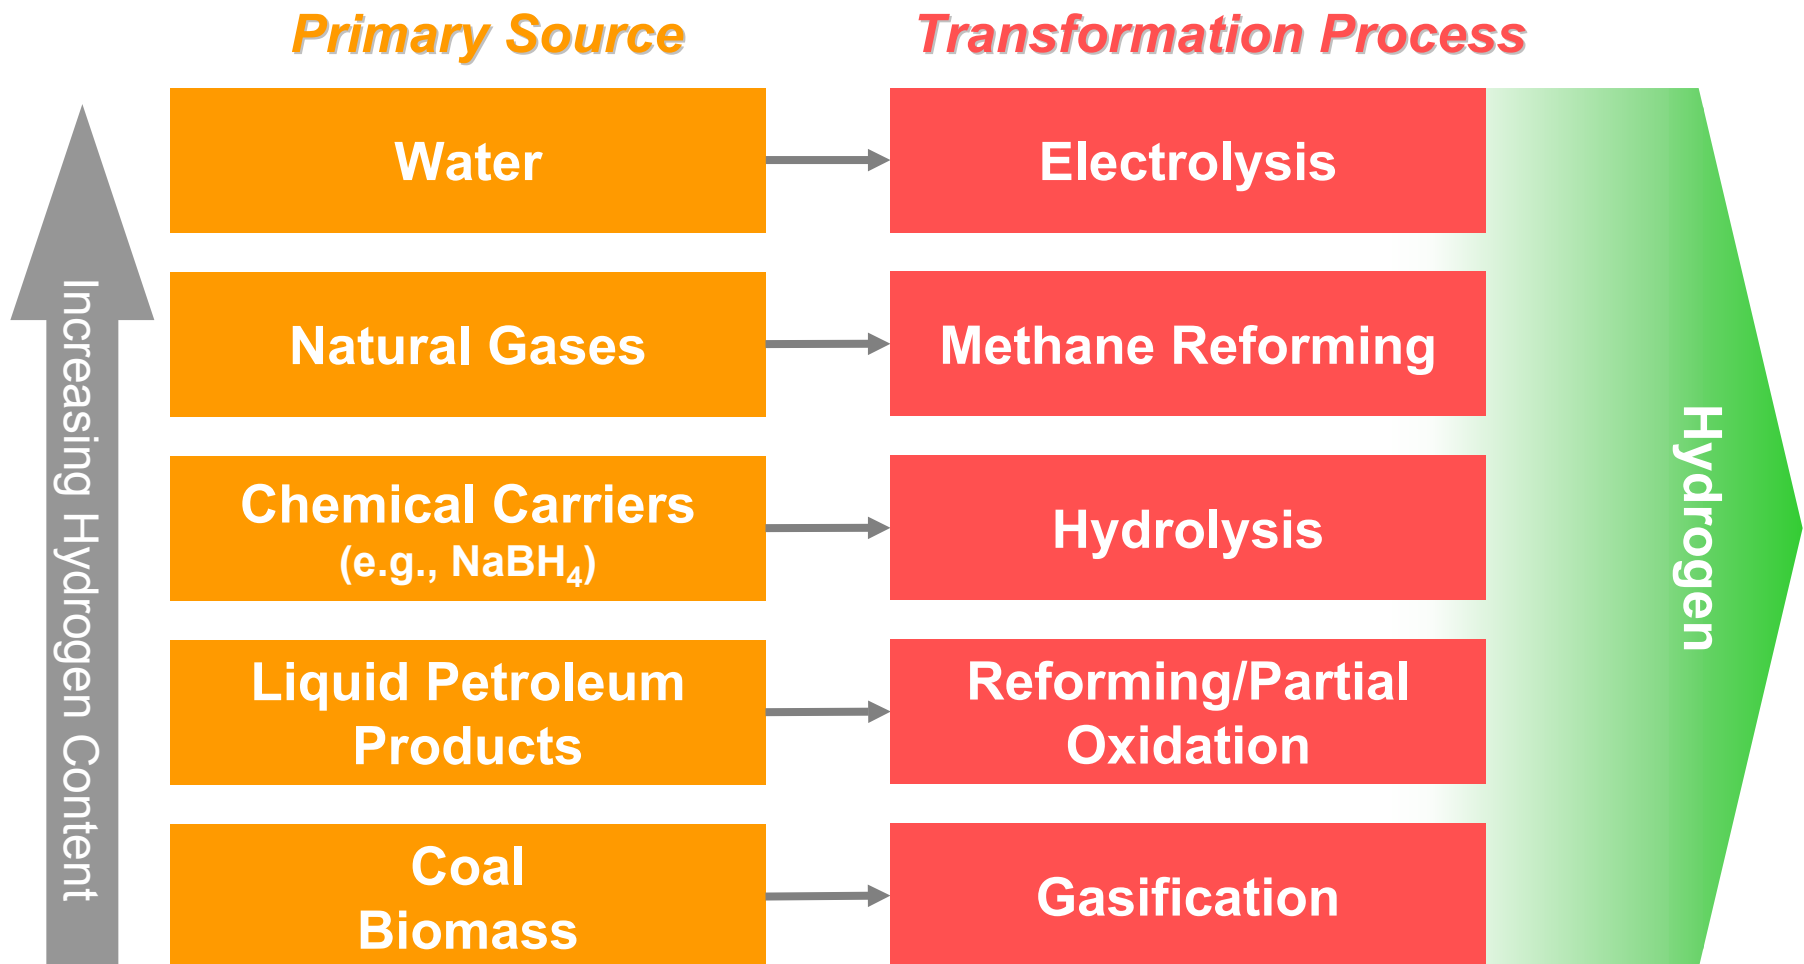 Primary Source
Transformation Process
Increasing Hydrogen Content
Water
Electrolysis
Natural Gases
Methane Reforming
Chemical Carriers
(e.g., NaBH₄)
Hydrolysis
Liquid Petroleum
Products
Reforming/Partial
Oxidation
Coal
Biomass
Gasification
Hydrogen